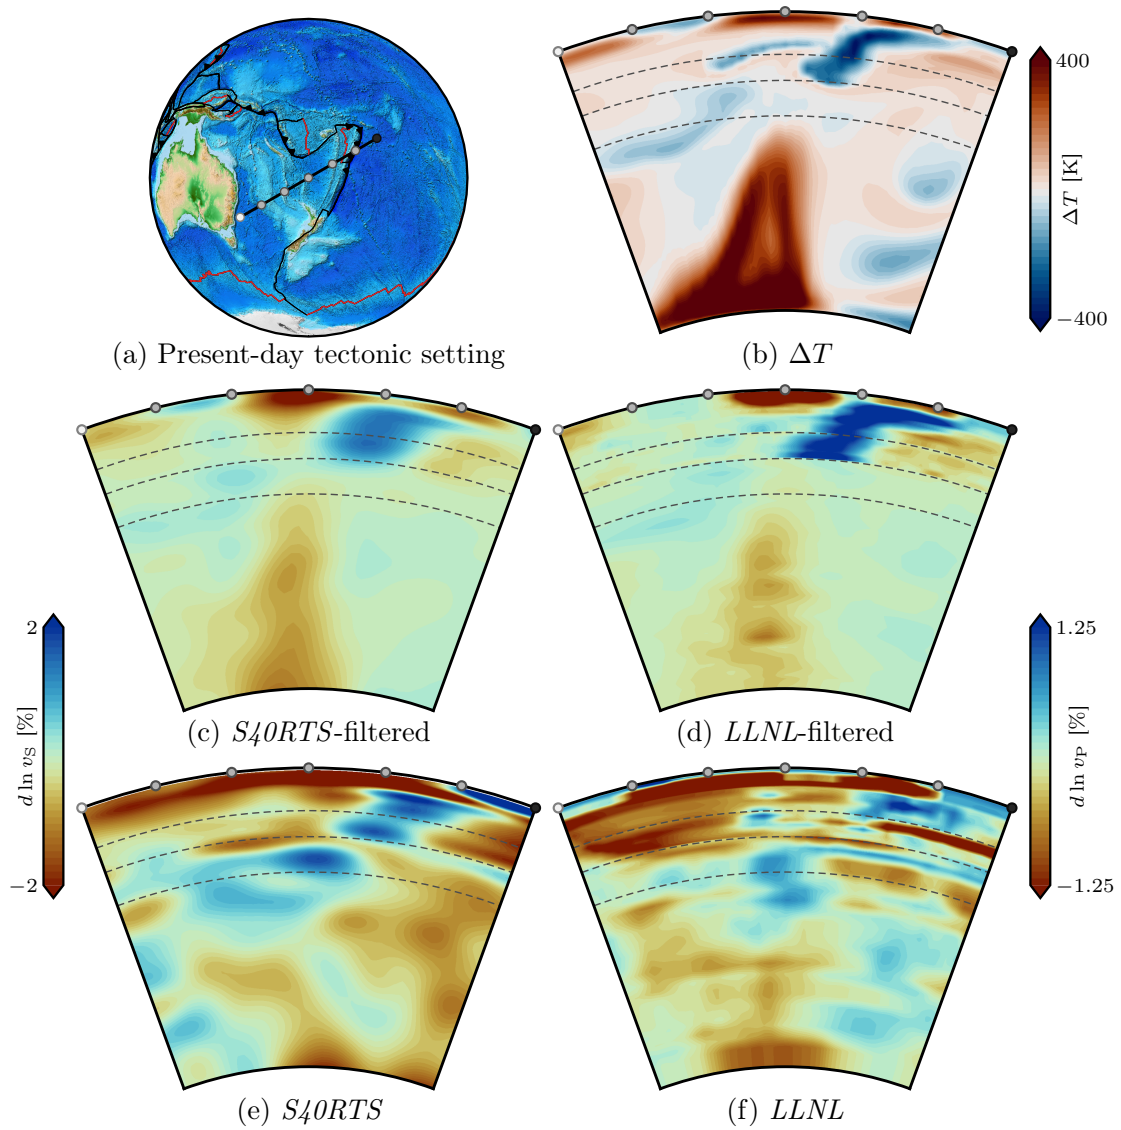 (a) Present-day tectonic setting
(b) ΔT
400
ΔT [K]
−400
(c) S40RTS-filtered
(d) LLNL-filtered
2
d ln vS [%]
−2
1.25
d ln vP [%]
−1.25
(e) S40RTS
(f) LLNL